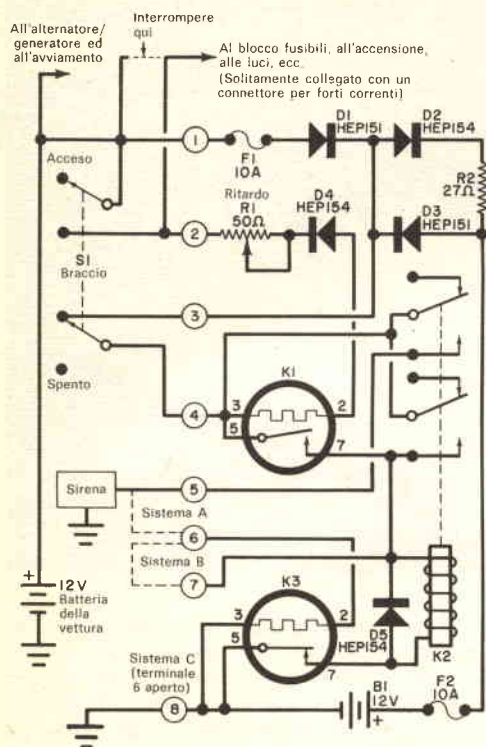 All'alternatore/
generatore ed
all'avviamento
Interrompere
qui
Al blocco fusibili, all'accensione,
alle luci, ecc.
(Solitamente collegato con un
connettore per forti correnti)
Acceso
S1
Braccio
Spento
1
F1
10A
D1
HEP151
D2
HEP154
R2
27Ω
Ritardo
R1
50Ω
2
D4
HEP154
D3
HEP151
3
4
K1
3
5
2
7
Sirena
5
Sistema A
6
Sistema B
7
+
12V
Batteria
della
vettura
K3
3
5
2
7
D5
HEP154
K2
Sistema C
(terminale
6 aperto)
8
B1
12V
+
F2
10A